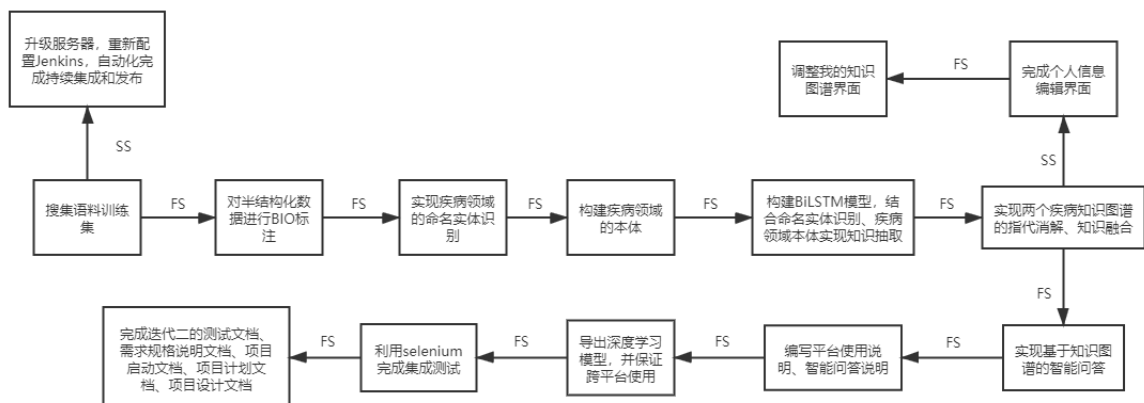 升级服务器，重新配
置Jenkins，自动化完
成持续集成和发布
SS
搜集语料训练
集
FS
对半结构化数
据进行BIO标
注
FS
实现疾病领域
的命名实体识
别
FS
构建疾病领域
的本体
FS
构建BiLSTM模型，结
合命名实体识别、疾病
领域本体实现知识抽取
FS
实现两个疾病知识图谱
的指代消解、知识融合
SS
完成个人信息
编辑界面
FS
调整我的知识
图谱界面
FS
实现基于知识图
谱的智能问答
FS
编写平台使用说
明、智能问答说明
FS
导出深度学习
模型，并保证
跨平台使用
FS
利用selenium
完成集成测试
FS
完成迭代二的测试文档、
需求规格说明文档、项目
启动文档、项目计划文
档、项目设计文档